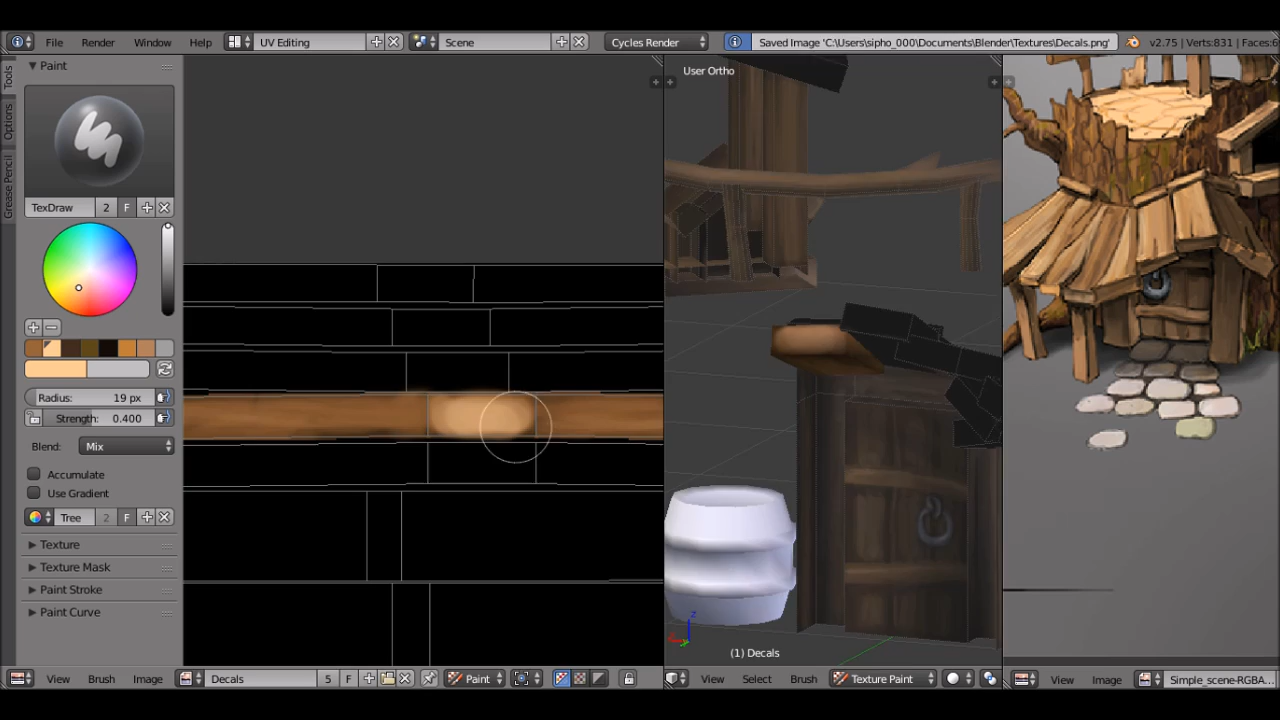 File Render Window Help UV Editing Scene Cycles Render Saved Image 'C:\Users\sipho_000\Documents\Blender\Textures\Decals.png' v2.75 | Verts:831 | Faces:6
Tools
Options
Grease Pencil
Paint
TexDraw 2 F
Radius: 19 px
Strength: 0.400
Blend: Mix
Accumulate
Use Gradient
Tree 2 F
Texture
Texture Mask
Paint Stroke
Paint Curve
View Brush Image Decals 5 F Paint
User Ortho
z
(1) Decals
View Select Brush Texture Paint
View Image Simple_scene-RGBA...